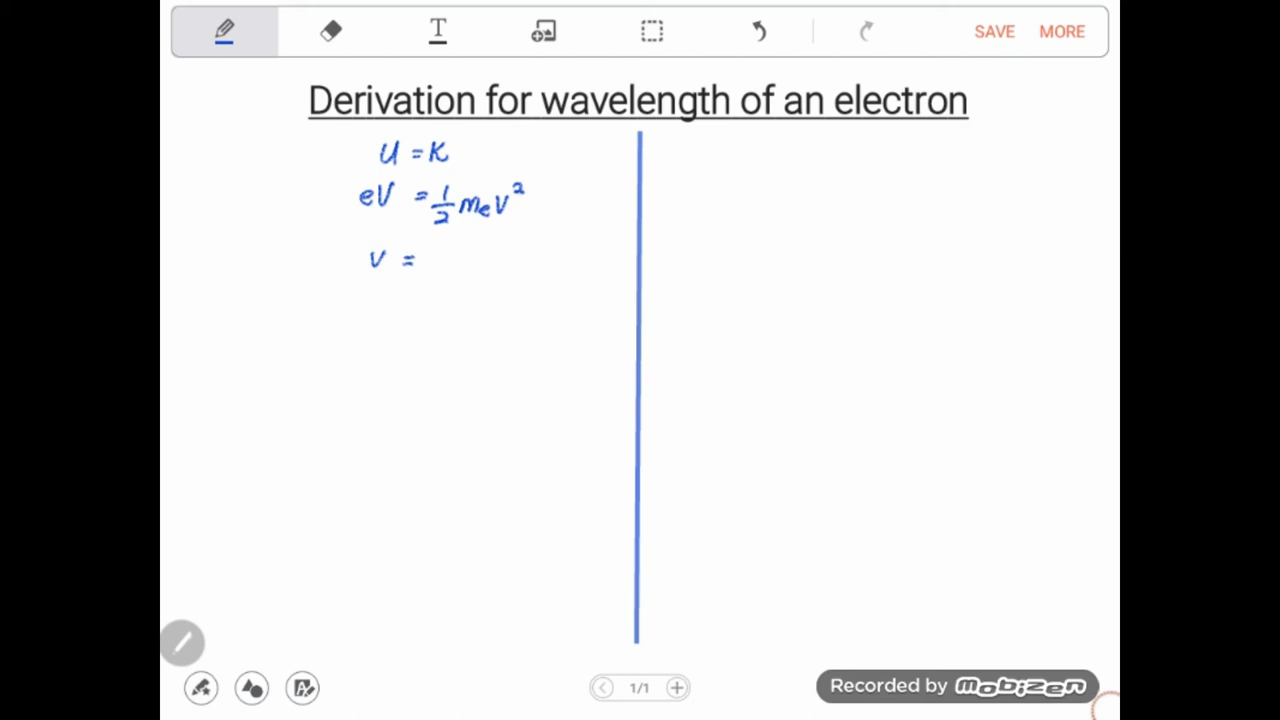 T SAVE MORE
Derivation for wavelength of an electron
U = K
eV = 1/2 mₑv²
v =
1/1
Recorded by Mobizen